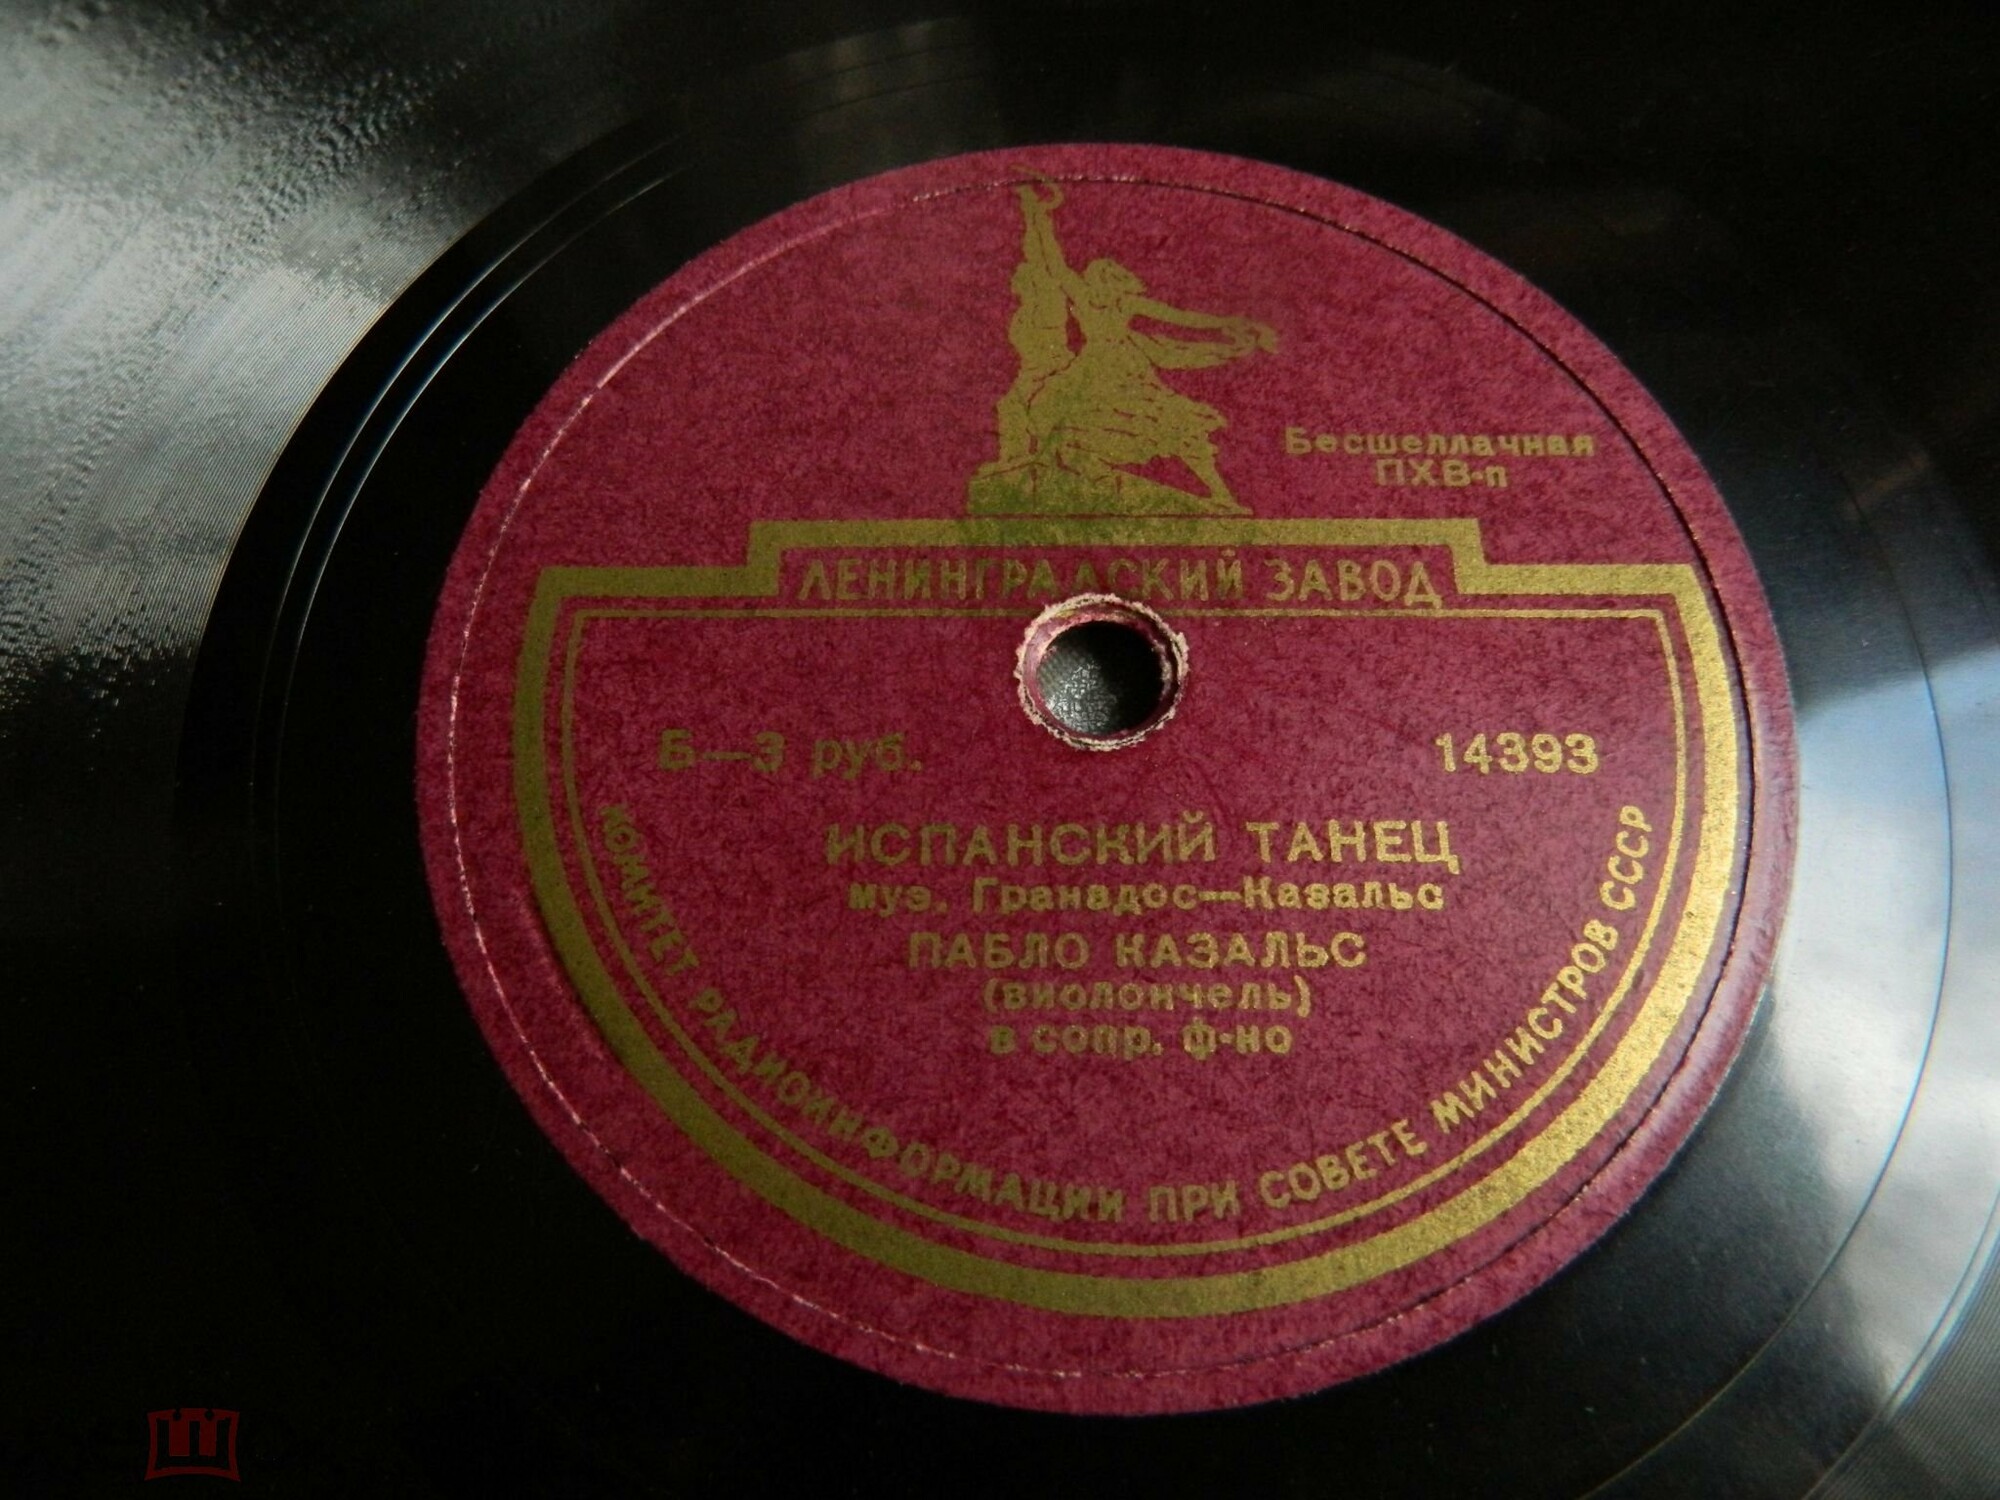 Бесшеллачная
ПХВ-п
ЛЕНИНГРАДСКИЙ ЗАВОД
Б—3 руб.
14393
ИСПАНСКИЙ ТАНЕЦ
муз. Гранадос—Казальс
ПАБЛО КАЗАЛЬС
(виолончель)
в сопр. ф-но
КОМИТЕТ РАДИОИНФОРМАЦИИ ПРИ СОВЕТЕ МИНИСТРОВ СССР